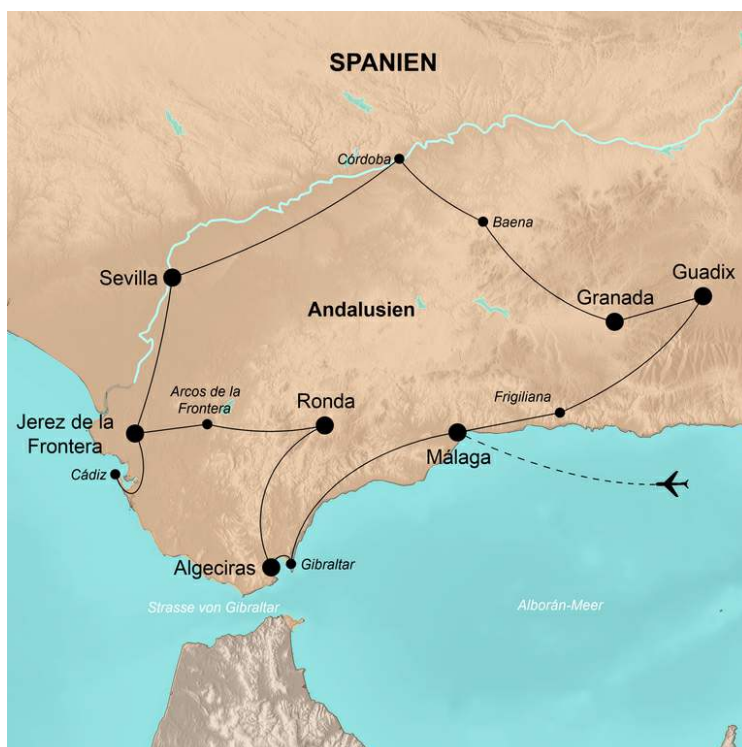 SPANIEN
Córdoba
Baena
Sevilla
Guadix
Granada
Andalusien
Arcos de la
Frontera
Ronda
Frigiliana
Jerez de la
Frontera
Málaga
Cádiz
Algeciras
Gibraltar
Strasse von Gibraltar
Alborán-Meer